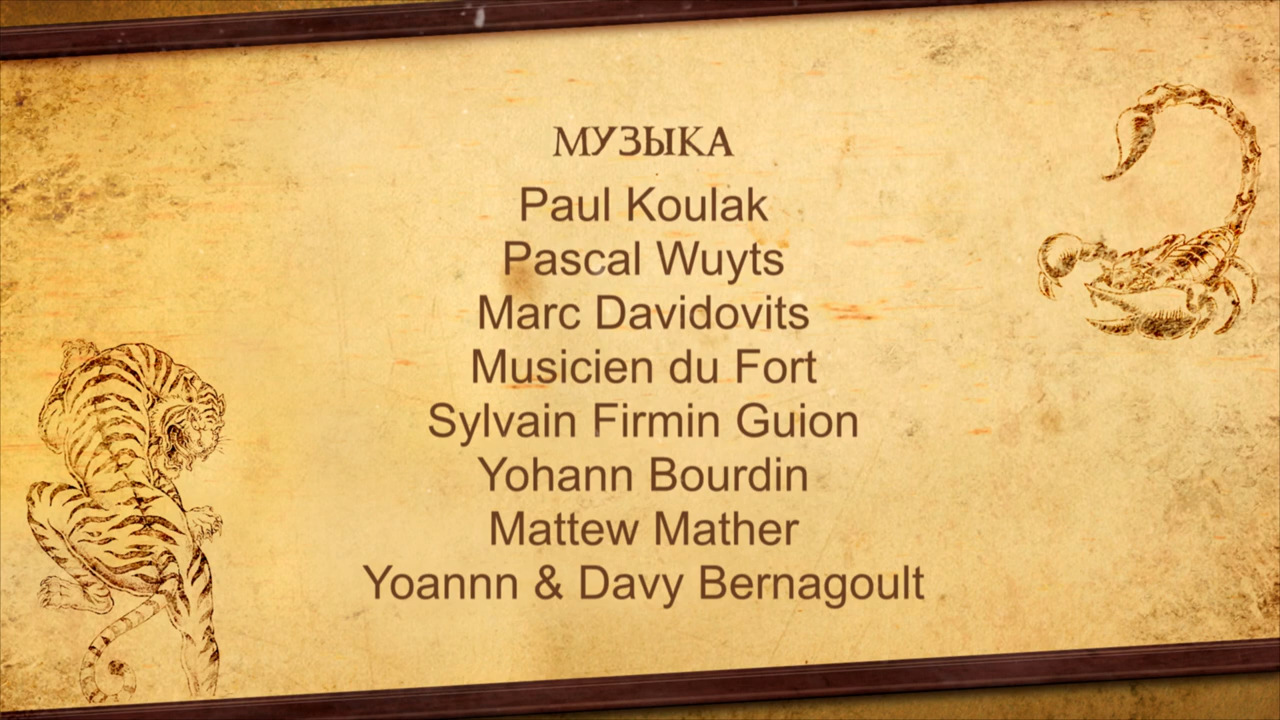 МУЗЫКА
Paul Koulak
Pascal Wuyts
Marc Davidovits
Musicien du Fort
Sylvain Firmin Guion
Yohann Bourdin
Mattew Mather
Yoannn & Davy Bernagoult